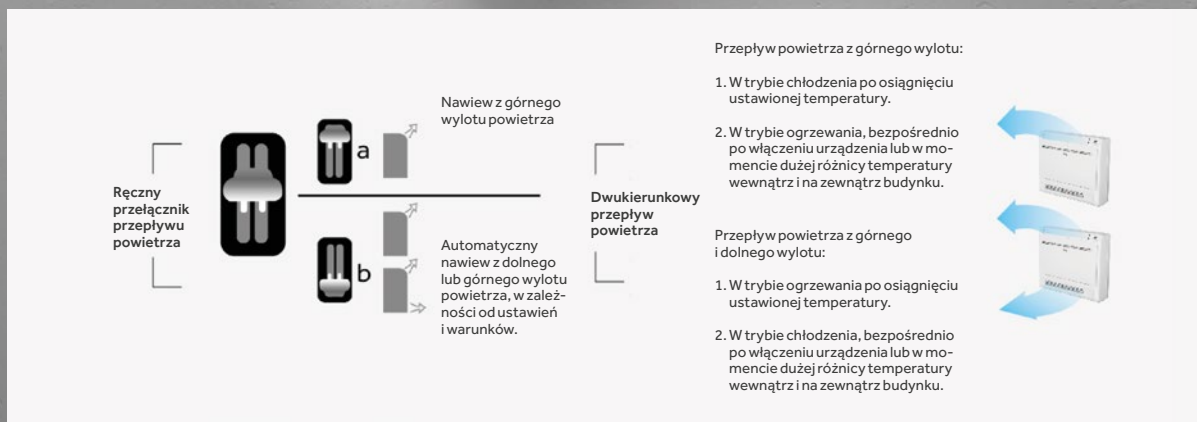 Ręczny
przełącznik
przepływu
powietrza
a
Nawiew z górnego
wylotu powietrza
b
Automatyczny
nawiew z dolnego
lub górnego wylotu
powietrza, w zależ-
ności od ustawień
i warunków.
Dwukierunkowy
przepływ
powietrza
Przepływ powietrza z górnego wylotu:
1. W trybie chłodzenia po osiągnięciu
ustawionej temperatury.
2. W trybie ogrzewania, bezpośrednio
po włączeniu urządzenia lub w mo-
mencie dużej różnicy temperatury
wewnątrz i na zewnątrz budynku.
Przepływ powietrza z górnego
i dolnego wylotu:
1. W trybie ogrzewania po osiągnięciu
ustawionej temperatury.
2. W trybie chłodzenia, bezpośrednio
po włączeniu urządzenia lub w mo-
mencie dużej różnicy temperatury
wewnątrz i na zewnątrz budynku.